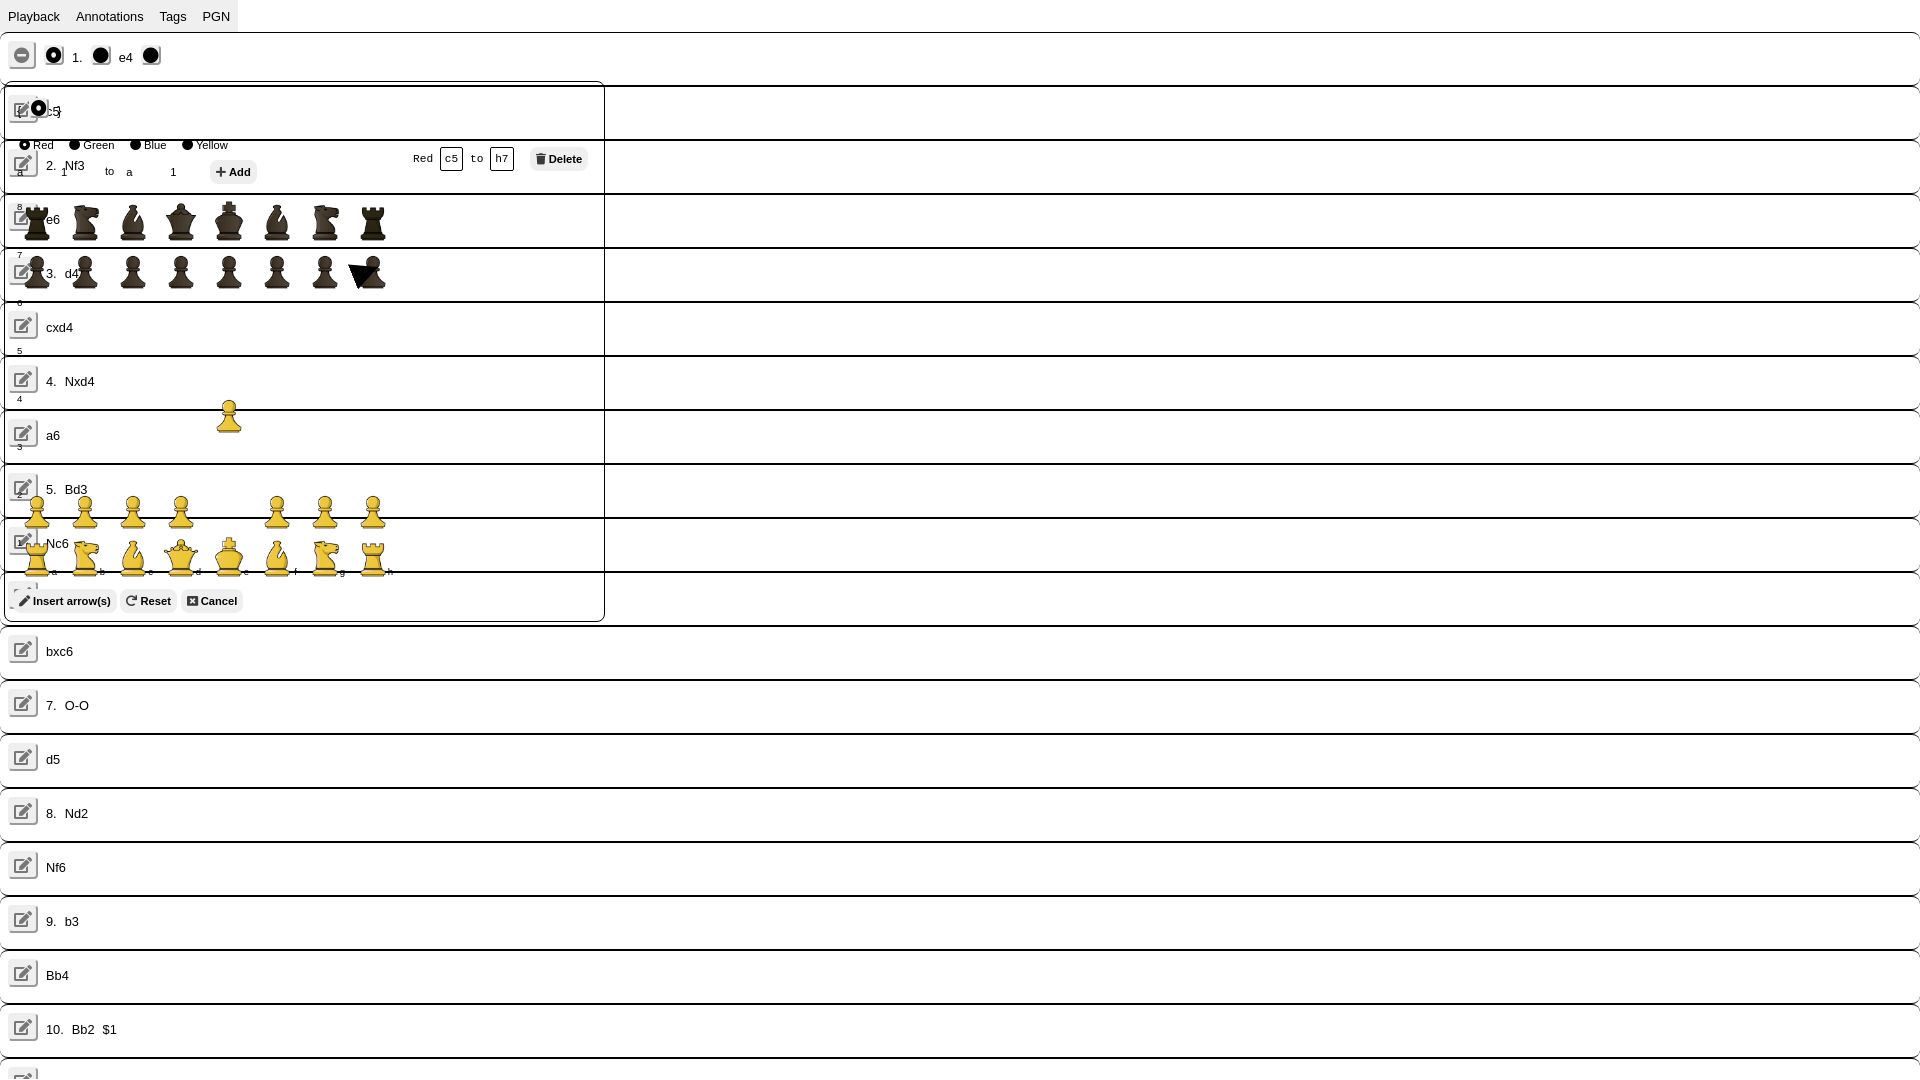 Playback Annotations Tags PGN
1. e4
{ } c5
Red Green Blue Yellow
Red c5 to h7 Delete
2. Nf3
a 1 to a 1 Add
8
e6
7
3. d4
6
cxd4
5
4. Nxd4
4
a6
3
5. Bd3
2
1 Nc6
a b c d e f g h
Insert arrow(s) Reset Cancel
bxc6
7. O-O
d5
8. Nd2
Nf6
9. b3
Bb4
10. Bb2 $1